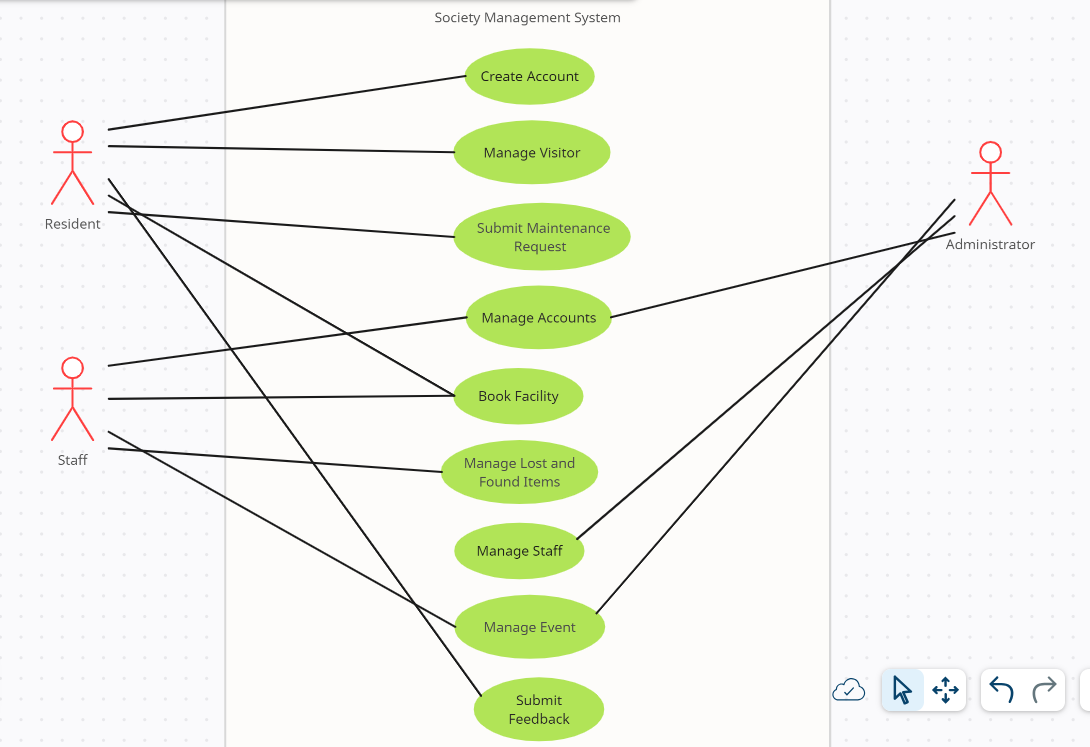 Society Management System
Create Account
Manage Visitor
Resident
Submit Maintenance
Request
Administrator
Manage Accounts
Book Facility
Staff
Manage Lost and
Found Items
Manage Staff
Manage Event
Submit
Feedback